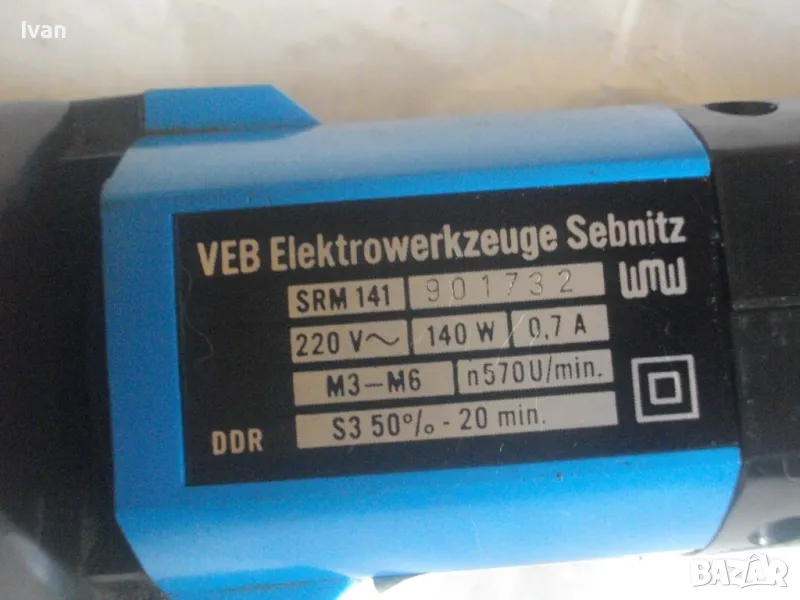 Ivan
VEB Elektrowerkzeuge Sebnitz
SRM 141 901732
220 V~ 140 W 0,7 A
M3-M6 n570U/min.
DDR S3 50% - 20 min.
BAZAR